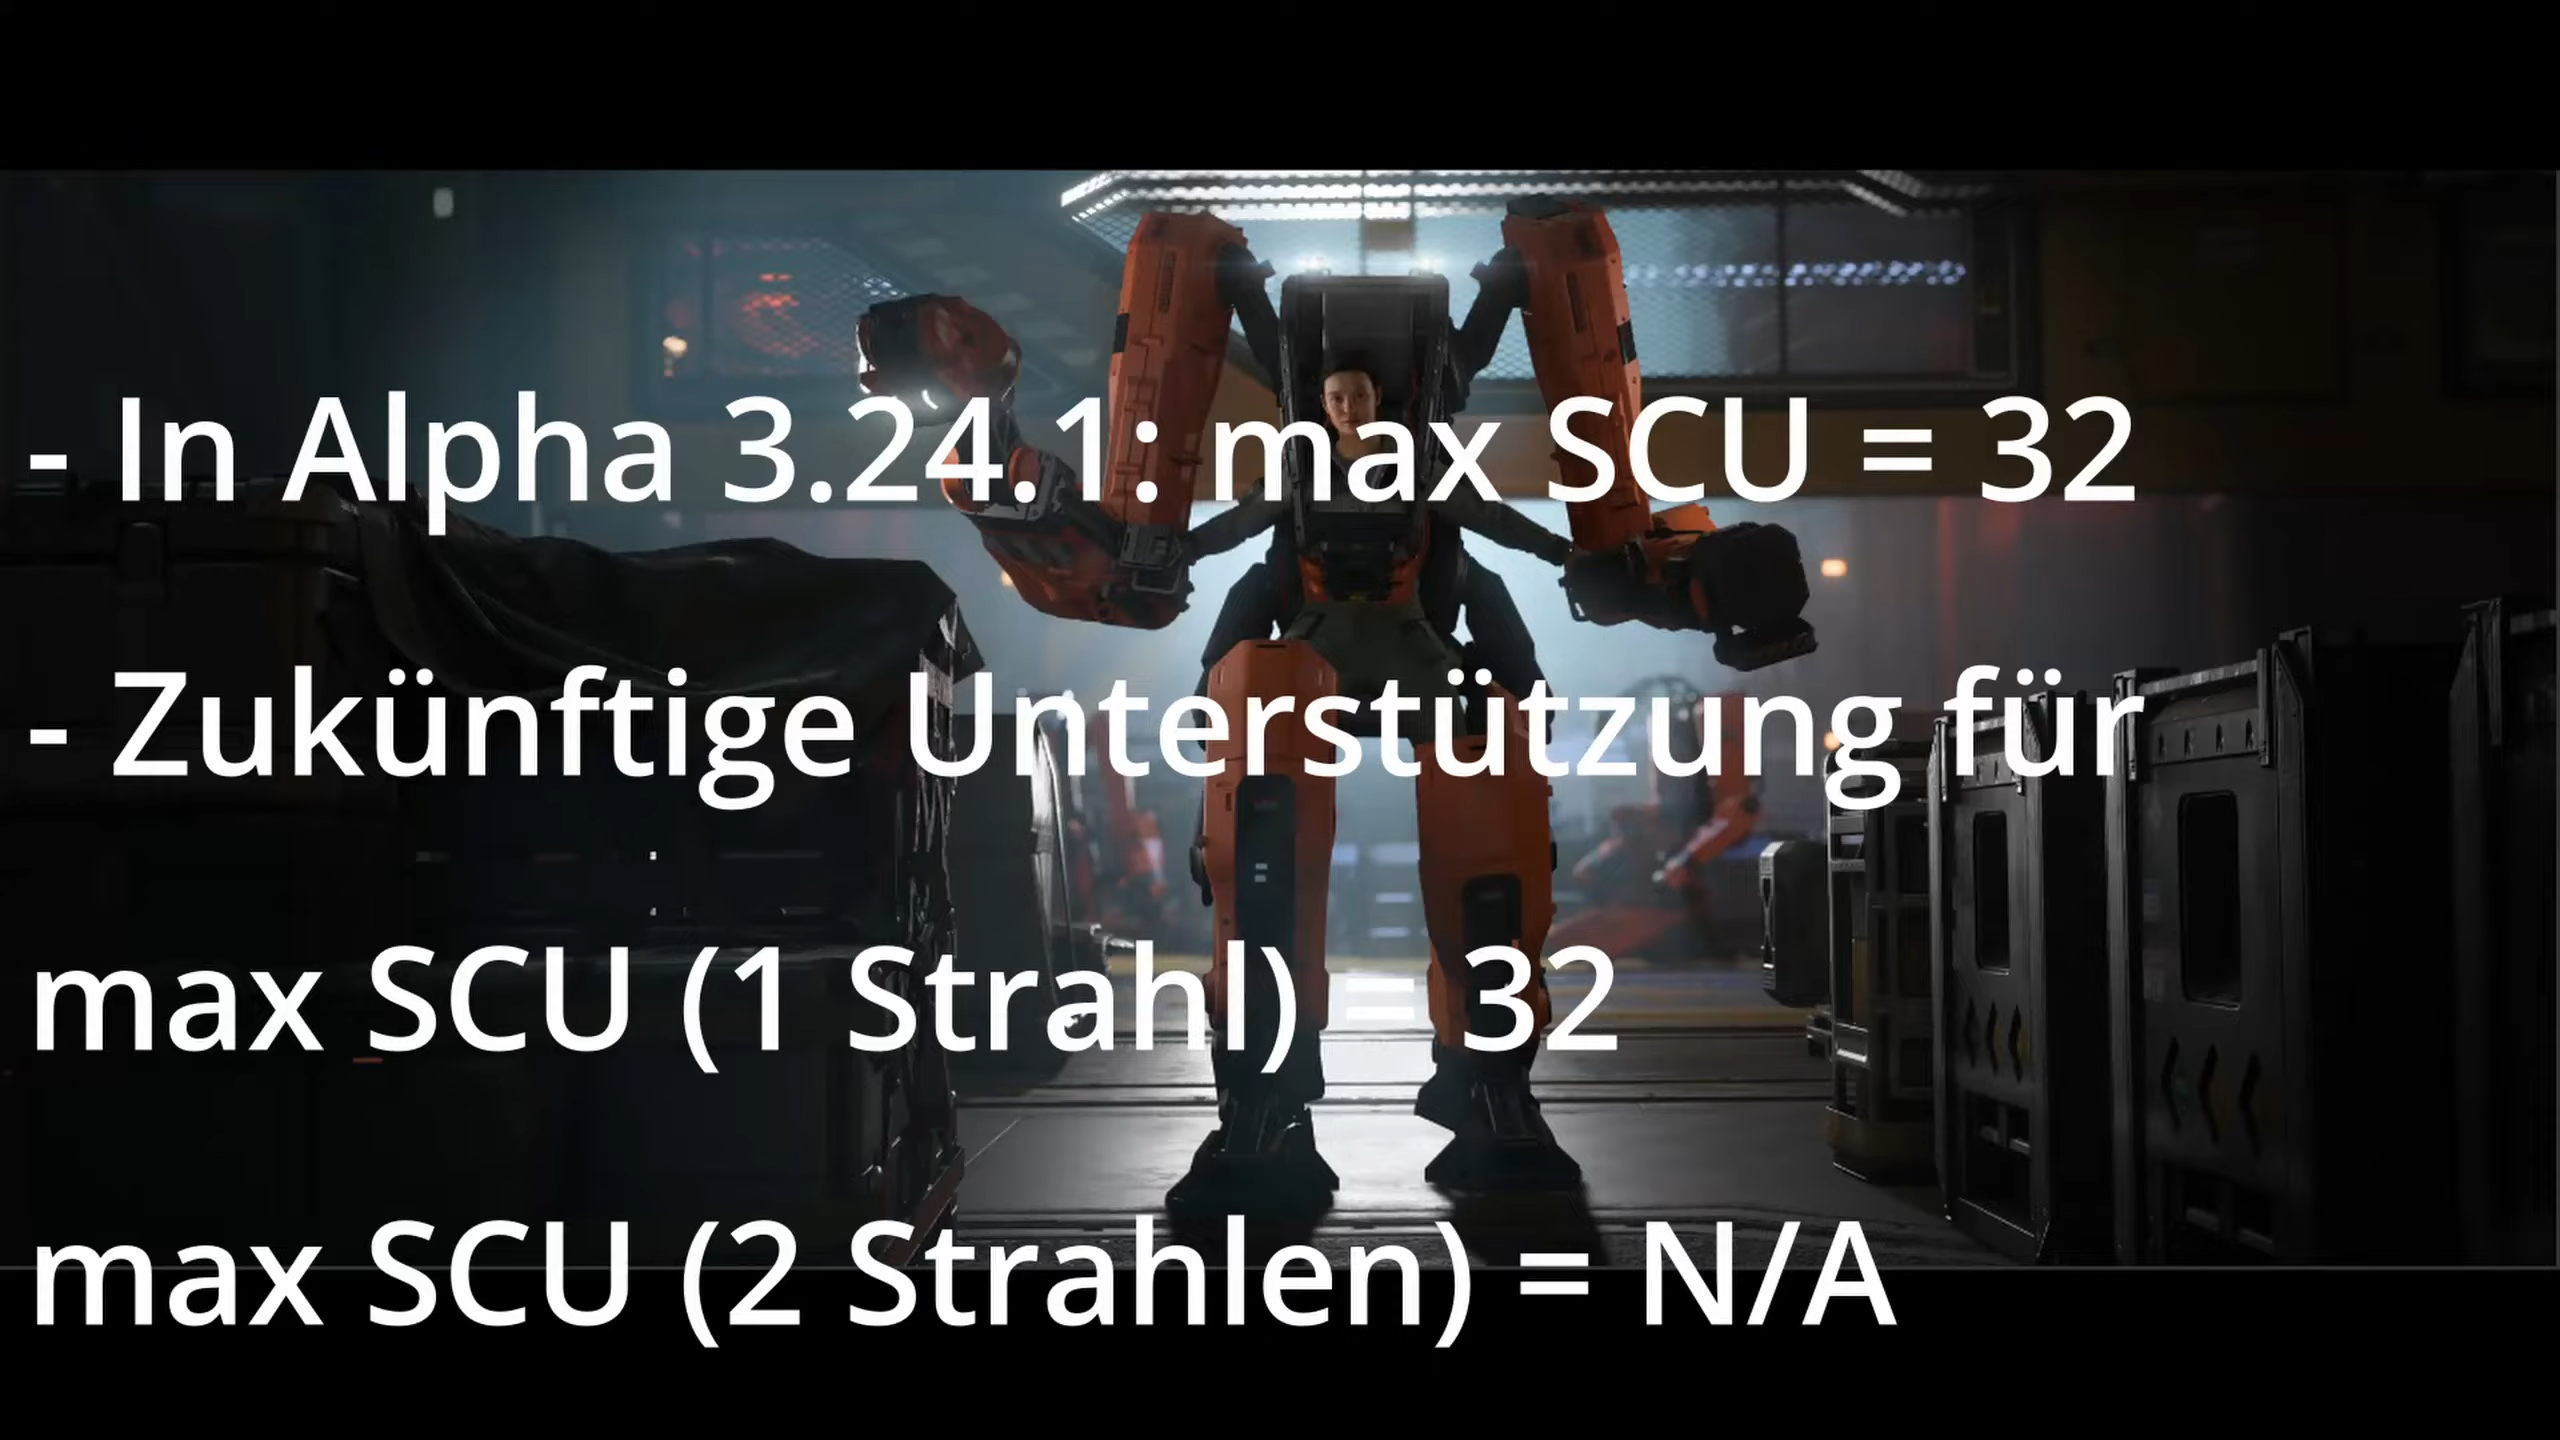 - In Alpha 3.24.1: max SCU = 32
- Zukünftige Unterstützung für
max SCU (1 Strahl) = 32
max SCU (2 Strahlen) = N/A